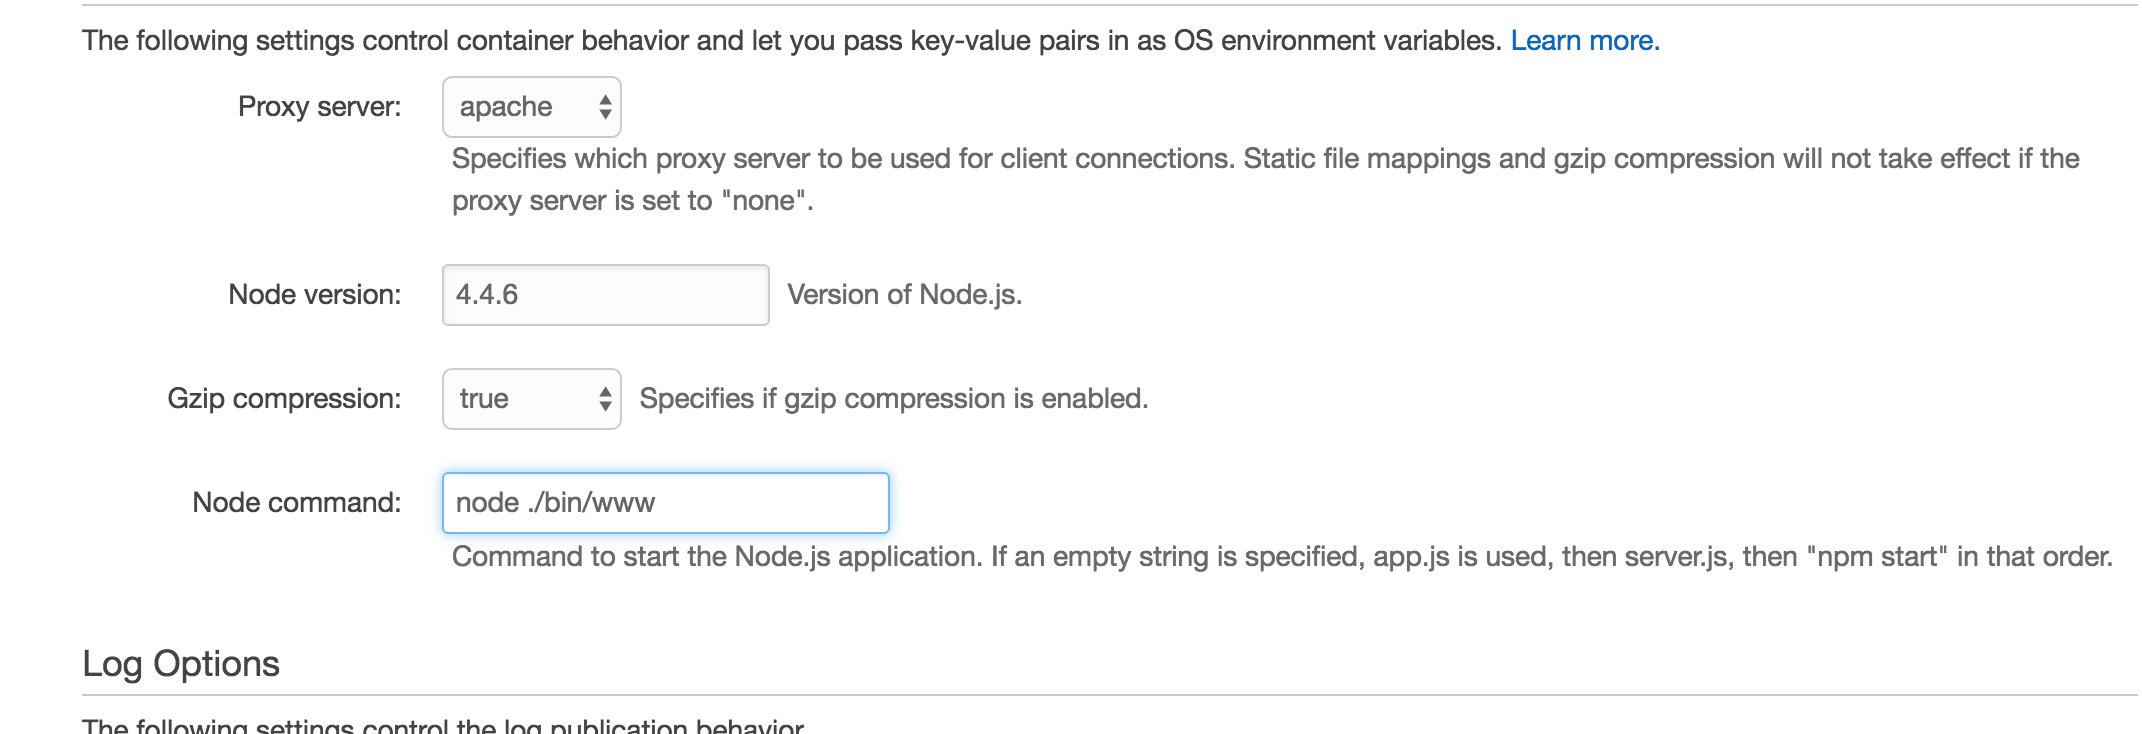 The following settings control container behavior and let you pass key-value pairs in as OS environment variables. Learn more.
Proxy server: apache
Specifies which proxy server to be used for client connections. Static file mappings and gzip compression will not take effect if the
proxy server is set to "none".
Node version: 4.4.6 Version of Node.js.
Gzip compression: true Specifies if gzip compression is enabled.
Node command: node ./bin/www
Command to start the Node.js application. If an empty string is specified, app.js is used, then server.js, then "npm start" in that order.
Log Options
The following settings control the log publication behavior